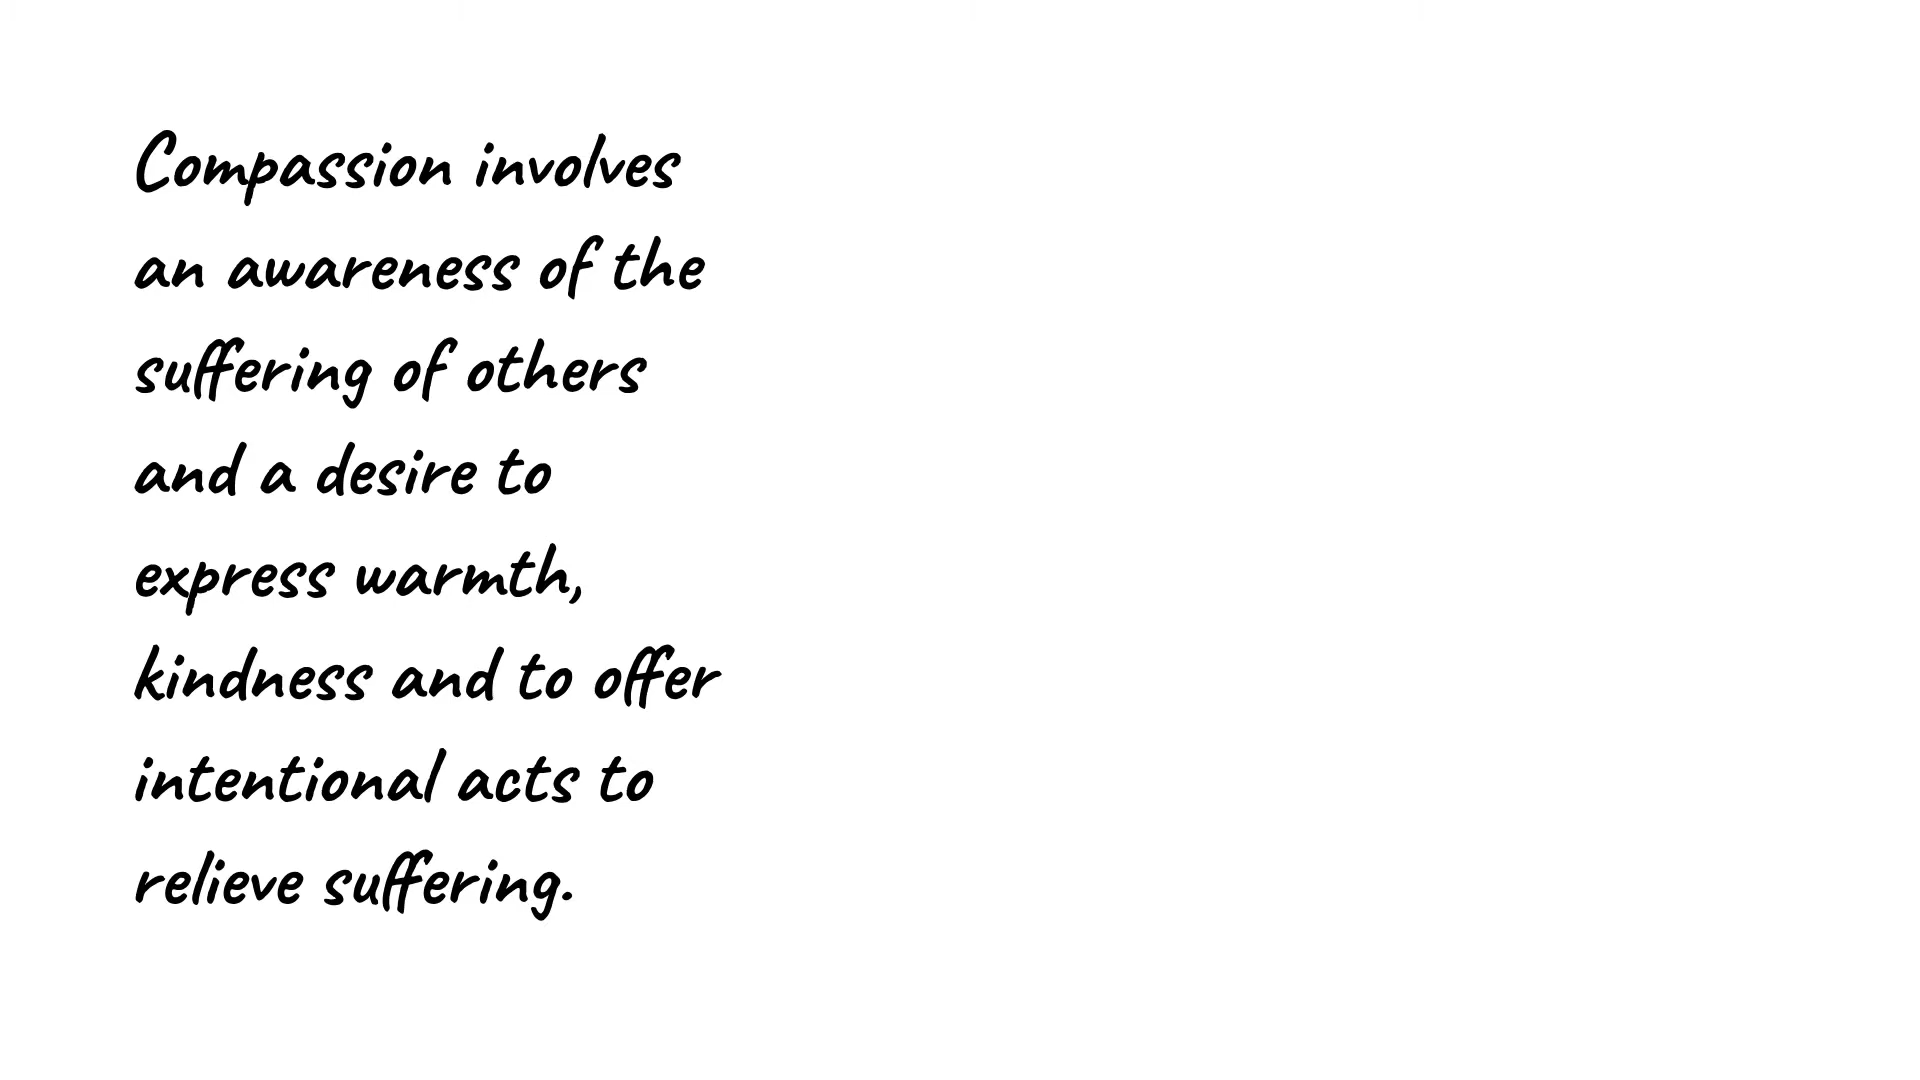 Compassion involves
an awareness of the
suffering of others
and a desire to
express warmth,
kindness and to offer
intentional acts to
relieve suffering.